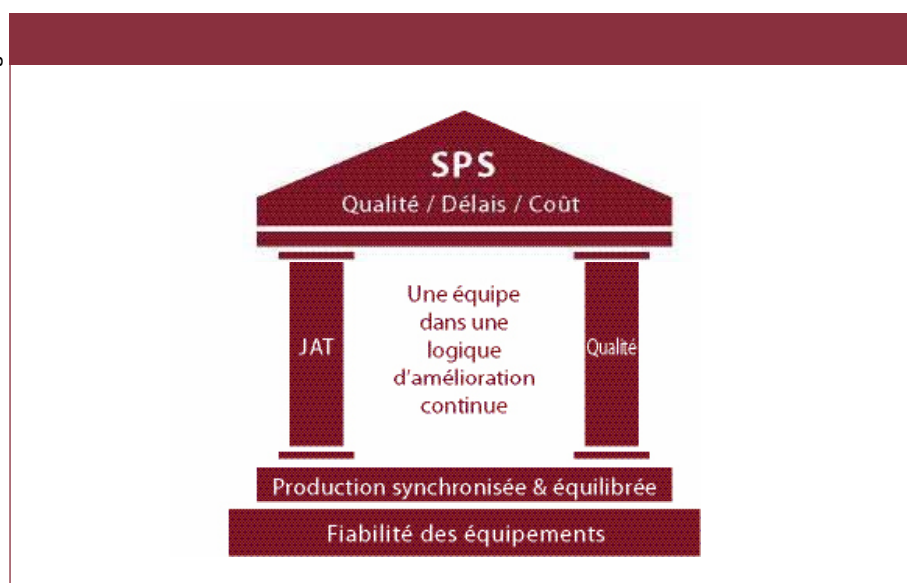 SPS
Qualité / Délais / Coût
Une équipe
dans une
logique
d'amélioration
continue
JAT
Qualité
Production synchronisée & équilibrée
Fiabilité des équipements